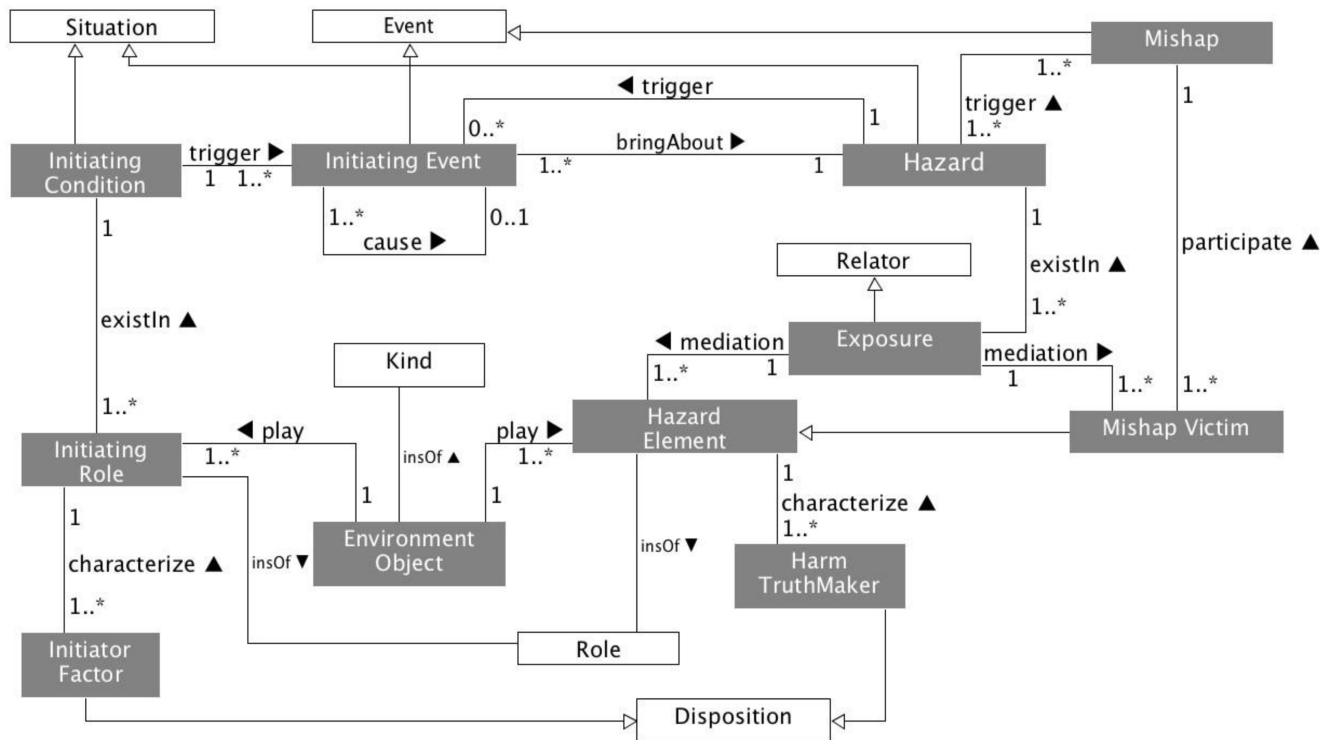 Situation
Event
Mishap
1..*
1
◀ trigger
trigger ▲
1..*
0..*
1
bringAbout ▶
Initiating
Condition
trigger ▶
1
1..*
Initiating Event
1..*
1
Hazard
1
1..*
0..1
1
cause ▶
participate ▲
Relator
existIn ▲
existIn ▲
1..*
Exposure
◀ mediation
mediation ▶
Kind
1..*
1
1
1..*
1..*
1..*
Hazard
Element
Mishap Victim
Initiating
Role
◀ play
play ▶
1..*
insOf ▲
1..*
1
1
1
1
characterize ▲
1..*
Environment
Object
characterize ▲
insOf ▼
insOf ▼
Harm
TruthMaker
1..*
Initiator
Factor
Role
Disposition